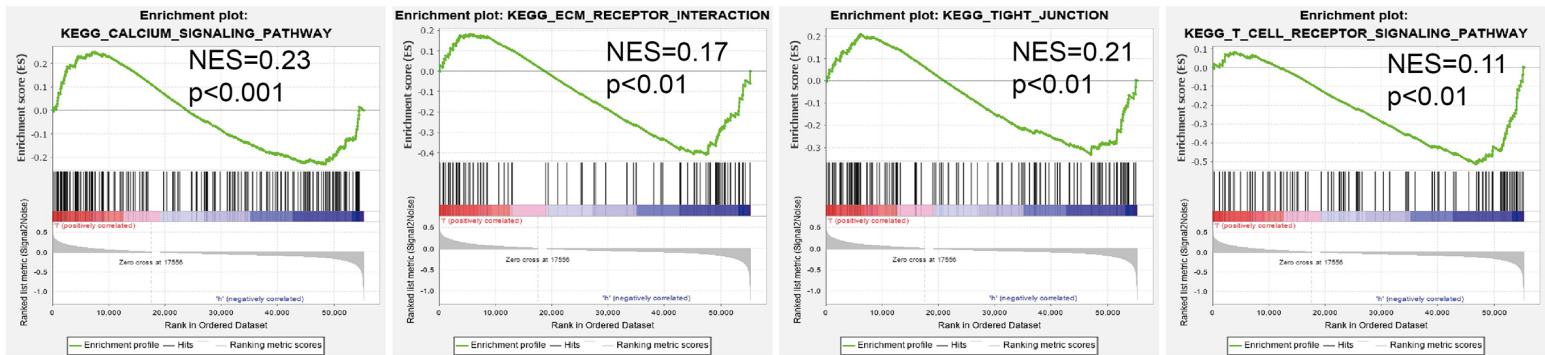 Enrichment plot:
KEGG_CALCIUM_SIGNALING_PATHWAY
NES=0.23
p<0.001
Enrichment score (ES)
0.2
0.1
0.0
-0.1
-0.2
'f' (positively correlated)
Ranked list metric (Signal2Noise)
0.5
0.0
-0.5
-1.0
Zero cross at 17556
'h' (negatively correlated)
0 10,000 20,000 30,000 40,000 50,000
Rank in Ordered Dataset
Enrichment profile Hits Ranking metric scores
Enrichment plot: KEGG_ECM_RECEPTOR_INTERACTION
NES=0.17
p<0.01
Enrichment score (ES)
0.2
0.1
0.0
-0.1
-0.2
-0.3
-0.4
'f' (positively correlated)
Ranked list metric (Signal2Noise)
0.5
0.0
-0.5
-1.0
Zero cross at 17556
'h' (negatively correlated)
0 10,000 20,000 30,000 40,000 50,000
Rank in Ordered Dataset
Enrichment profile Hits Ranking metric scores
Enrichment plot: KEGG_TIGHT_JUNCTION
NES=0.21
p<0.01
Enrichment score (ES)
0.2
0.1
0.0
-0.1
-0.2
-0.3
'f' (positively correlated)
Ranked list metric (Signal2Noise)
0.5
0.0
-0.5
-1.0
Zero cross at 17556
'h' (negatively correlated)
0 10,000 20,000 30,000 40,000 50,000
Rank in Ordered Dataset
Enrichment profile Hits Ranking metric scores
Enrichment plot:
KEGG_T_CELL_RECEPTOR_SIGNALING_PATHWAY
NES=0.11
p<0.01
Enrichment score (ES)
0.1
0.0
-0.1
-0.2
-0.3
-0.4
-0.5
'f' (positively correlated)
Ranked list metric (Signal2Noise)
0.5
0.0
-0.5
-1.0
Zero cross at 17556
'h' (negatively correlated)
0 10,000 20,000 30,000 40,000 50,000
Rank in Ordered Dataset
Enrichment profile Hits Ranking metric scores